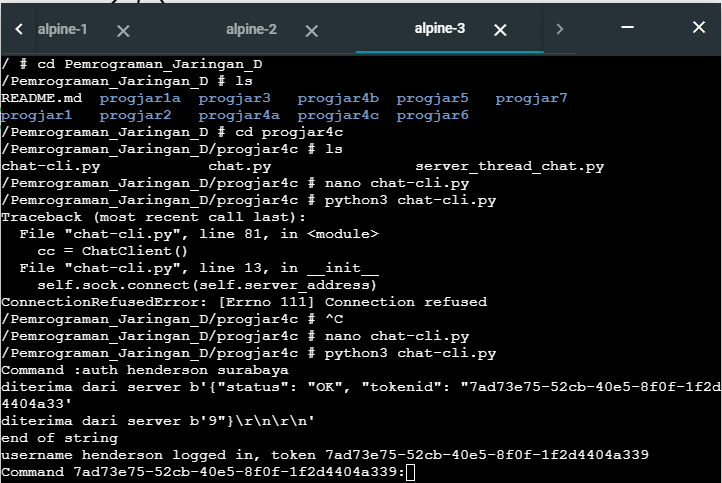 alpine-1 alpine-2 alpine-3
/ # cd Pemrograman_Jaringan_D
/Pemrograman_Jaringan_D # ls
README.md progjar1a progjar3 progjar4b progjar5 progjar7
progjar1 progjar2 progjar4a progjar4c progjar6
/Pemrograman_Jaringan_D # cd progjar4c
/Pemrograman_Jaringan_D/progjar4c # ls
chat-cli.py chat.py server_thread_chat.py
/Pemrograman_Jaringan_D/progjar4c # nano chat-cli.py
/Pemrograman_Jaringan_D/progjar4c # python3 chat-cli.py
Traceback (most recent call last):
File "chat-cli.py", line 81, in <module>
cc = ChatClient()
File "chat-cli.py", line 13, in __init__
self.sock.connect(self.server_address)
ConnectionRefusedError: [Errno 111] Connection refused
/Pemrograman_Jaringan_D/progjar4c # ^C
/Pemrograman_Jaringan_D/progjar4c # nano chat-cli.py
/Pemrograman_Jaringan_D/progjar4c # python3 chat-cli.py
Command :auth henderson surabaya
diterima dari server b'{"status": "OK", "tokenid": "7ad73e75-52cb-40e5-8f0f-1f2d
4404a33'
diterima dari server b'9"}\r\n\r\n'
end of string
username henderson logged in, token 7ad73e75-52cb-40e5-8f0f-1f2d4404a339
Command 7ad73e75-52cb-40e5-8f0f-1f2d4404a339: